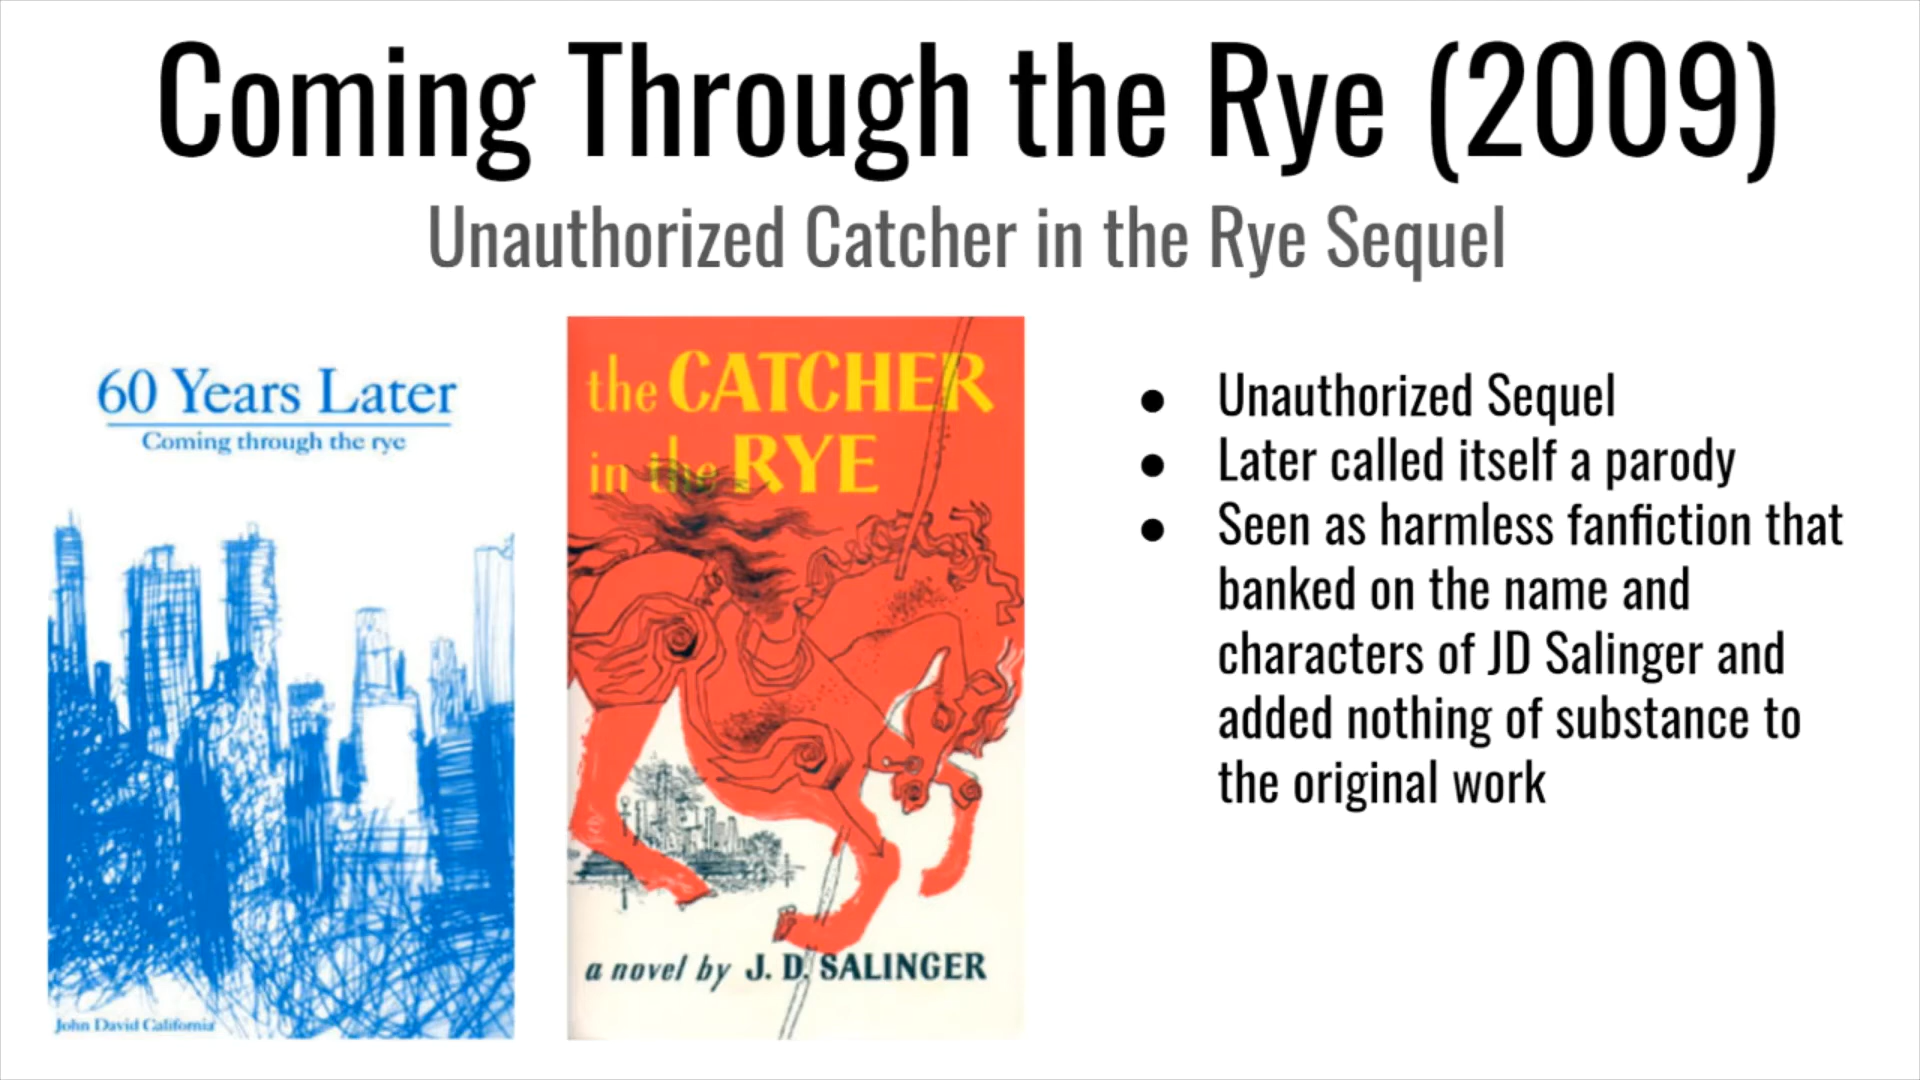 Coming Through the Rye (2009)
Unauthorized Catcher in the Rye Sequel
60 Years Later
Coming through the rye
John David California
the CATCHER
in the RYE
a novel by J. D. SALINGER
● Unauthorized Sequel
● Later called itself a parody
● Seen as harmless fanfiction that
banked on the name and
characters of JD Salinger and
added nothing of substance to
the original work